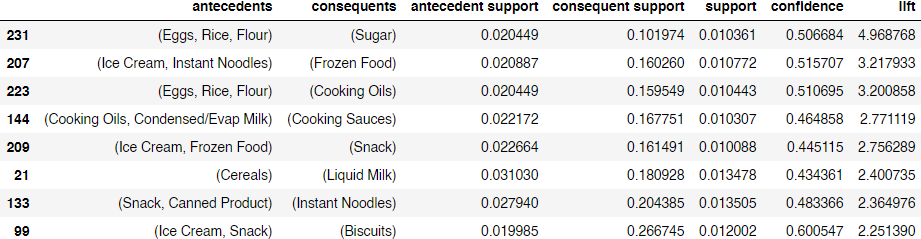 antecedents consequents antecedent support consequent support support confidence lift
231 (Eggs, Rice, Flour) (Sugar) 0.020449 0.101974 0.010361 0.506684 4.968768
207 (Ice Cream, Instant Noodles) (Frozen Food) 0.020887 0.160260 0.010772 0.515707 3.217933
223 (Eggs, Rice, Flour) (Cooking Oils) 0.020449 0.159549 0.010443 0.510695 3.200858
144 (Cooking Oils, Condensed/Evap Milk) (Cooking Sauces) 0.022172 0.167751 0.010307 0.464858 2.771119
209 (Ice Cream, Frozen Food) (Snack) 0.022664 0.161491 0.010088 0.445115 2.756289
21 (Cereals) (Liquid Milk) 0.031030 0.180928 0.013478 0.434361 2.400735
133 (Snack, Canned Product) (Instant Noodles) 0.027940 0.204385 0.013505 0.483366 2.364976
99 (Ice Cream, Snack) (Biscuits) 0.019985 0.266745 0.012002 0.600547 2.251390